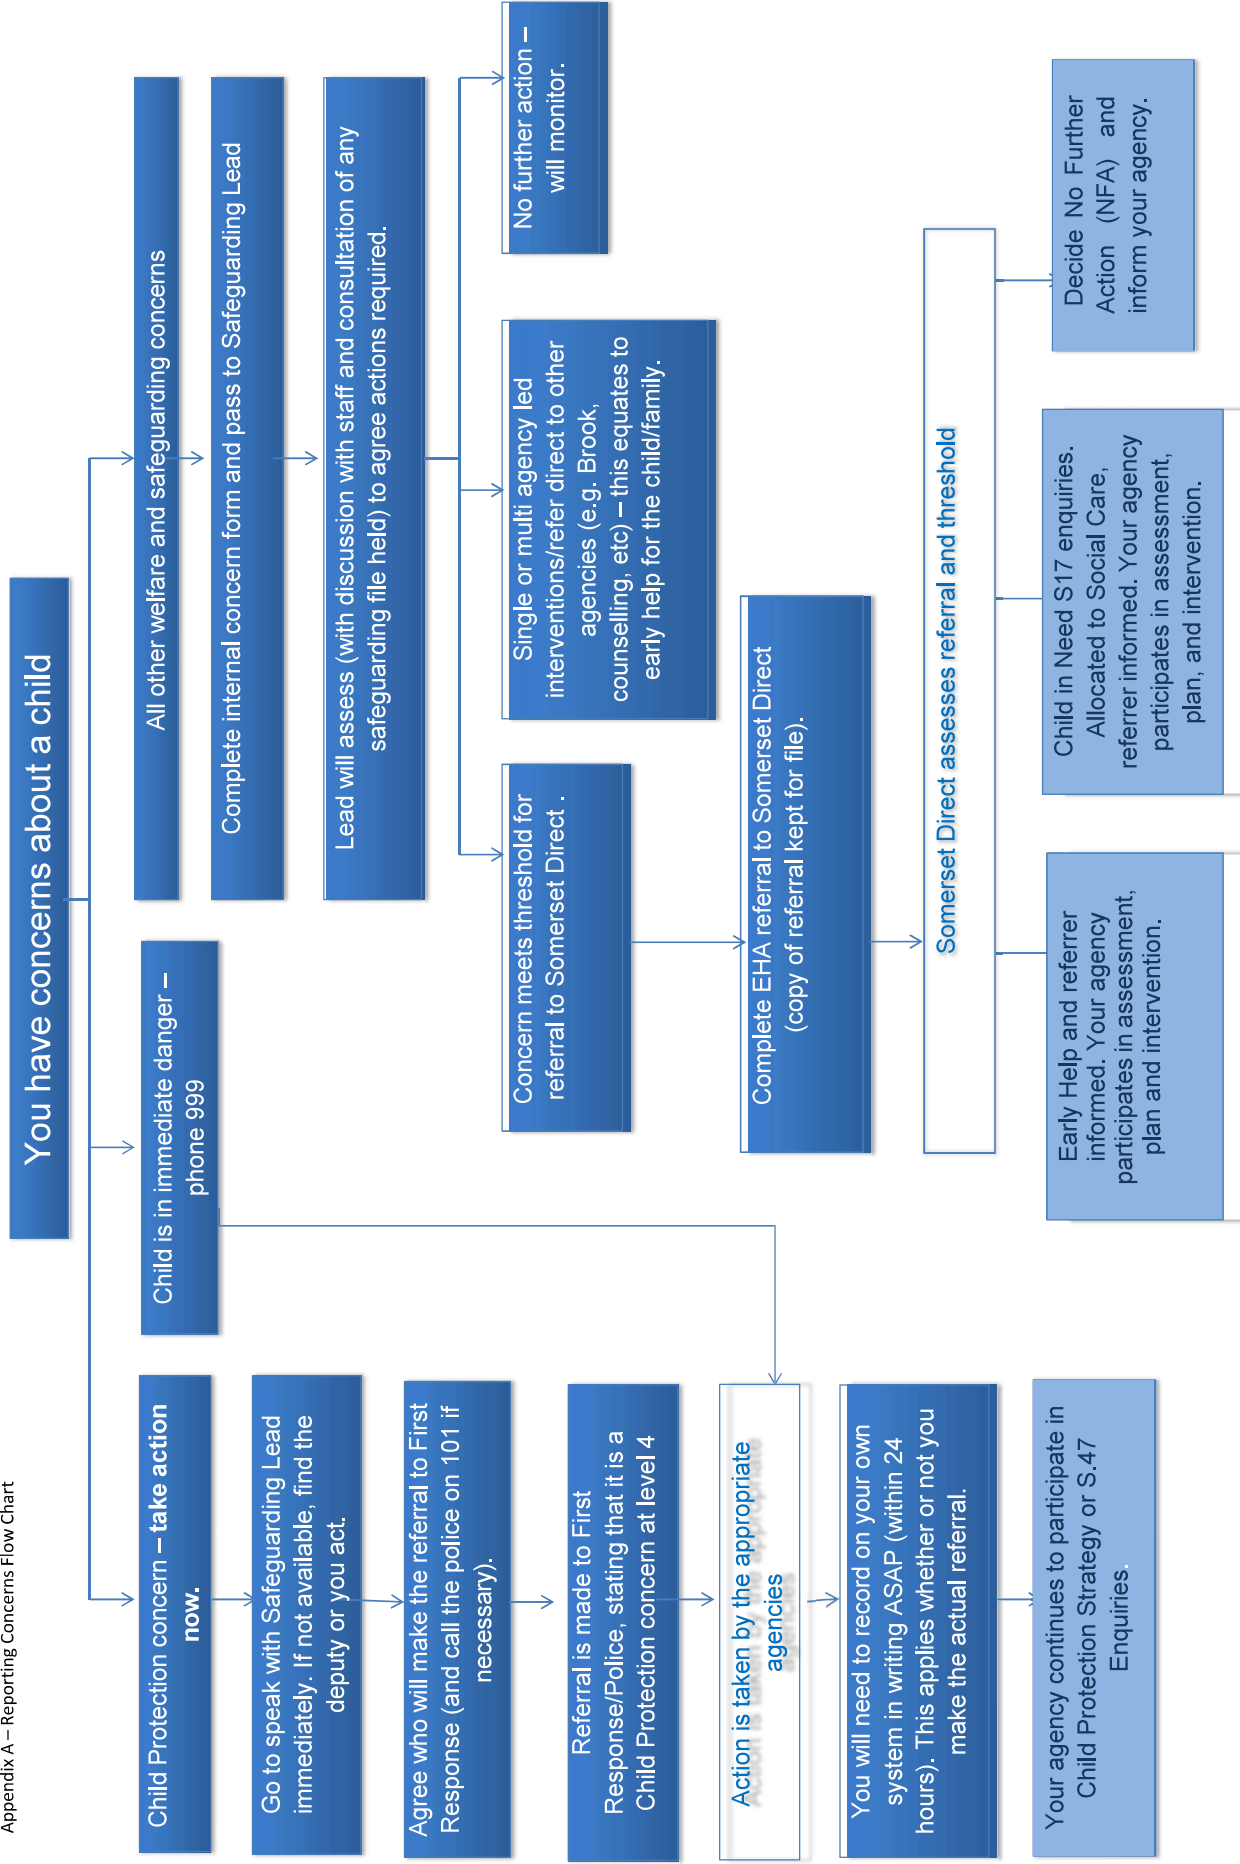 Appendix A – Reporting Concerns Flow Chart
You have concerns about a child
Child Protection concern – take action
now.
Go to speak with Safeguarding Lead
immediately. If not available, find the
deputy or you act.
Agree who will make the referral to First
Response (and call the police on 101 if
necessary).
Referral is made to First
Response/Police, stating that it is a
Child Protection concern at level 4
Action is taken by the appropriate
agencies
You will need to record on your own
system in writing ASAP (within 24
hours). This applies whether or not you
make the actual referral.
Your agency continues to participate in
Child Protection Strategy or S.47
Enquiries.
Child is in immediate danger –
phone 999
All other welfare and safeguarding concerns
Complete internal concern form and pass to Safeguarding Lead
Lead will assess (with discussion with staff and consultation of any
safeguarding file held) to agree actions required.
Concern meets threshold for
referral to Somerset Direct .
Single or multi agency led
interventions/refer direct to other
agencies (e.g. Brook,
counselling, etc) – this equates to
early help for the child/family.
No further action –
will monitor.
Complete EHA referral to Somerset Direct
(copy of referral kept for file).
Somerset Direct assesses referral and threshold
Early Help and referrer
informed. Your agency
participates in assessment,
plan and intervention.
Child in Need S17 enquiries.
Allocated to Social Care,
referrer informed. Your agency
participates in assessment,
plan, and intervention.
Decide No Further
Action (NFA) and
inform your agency.